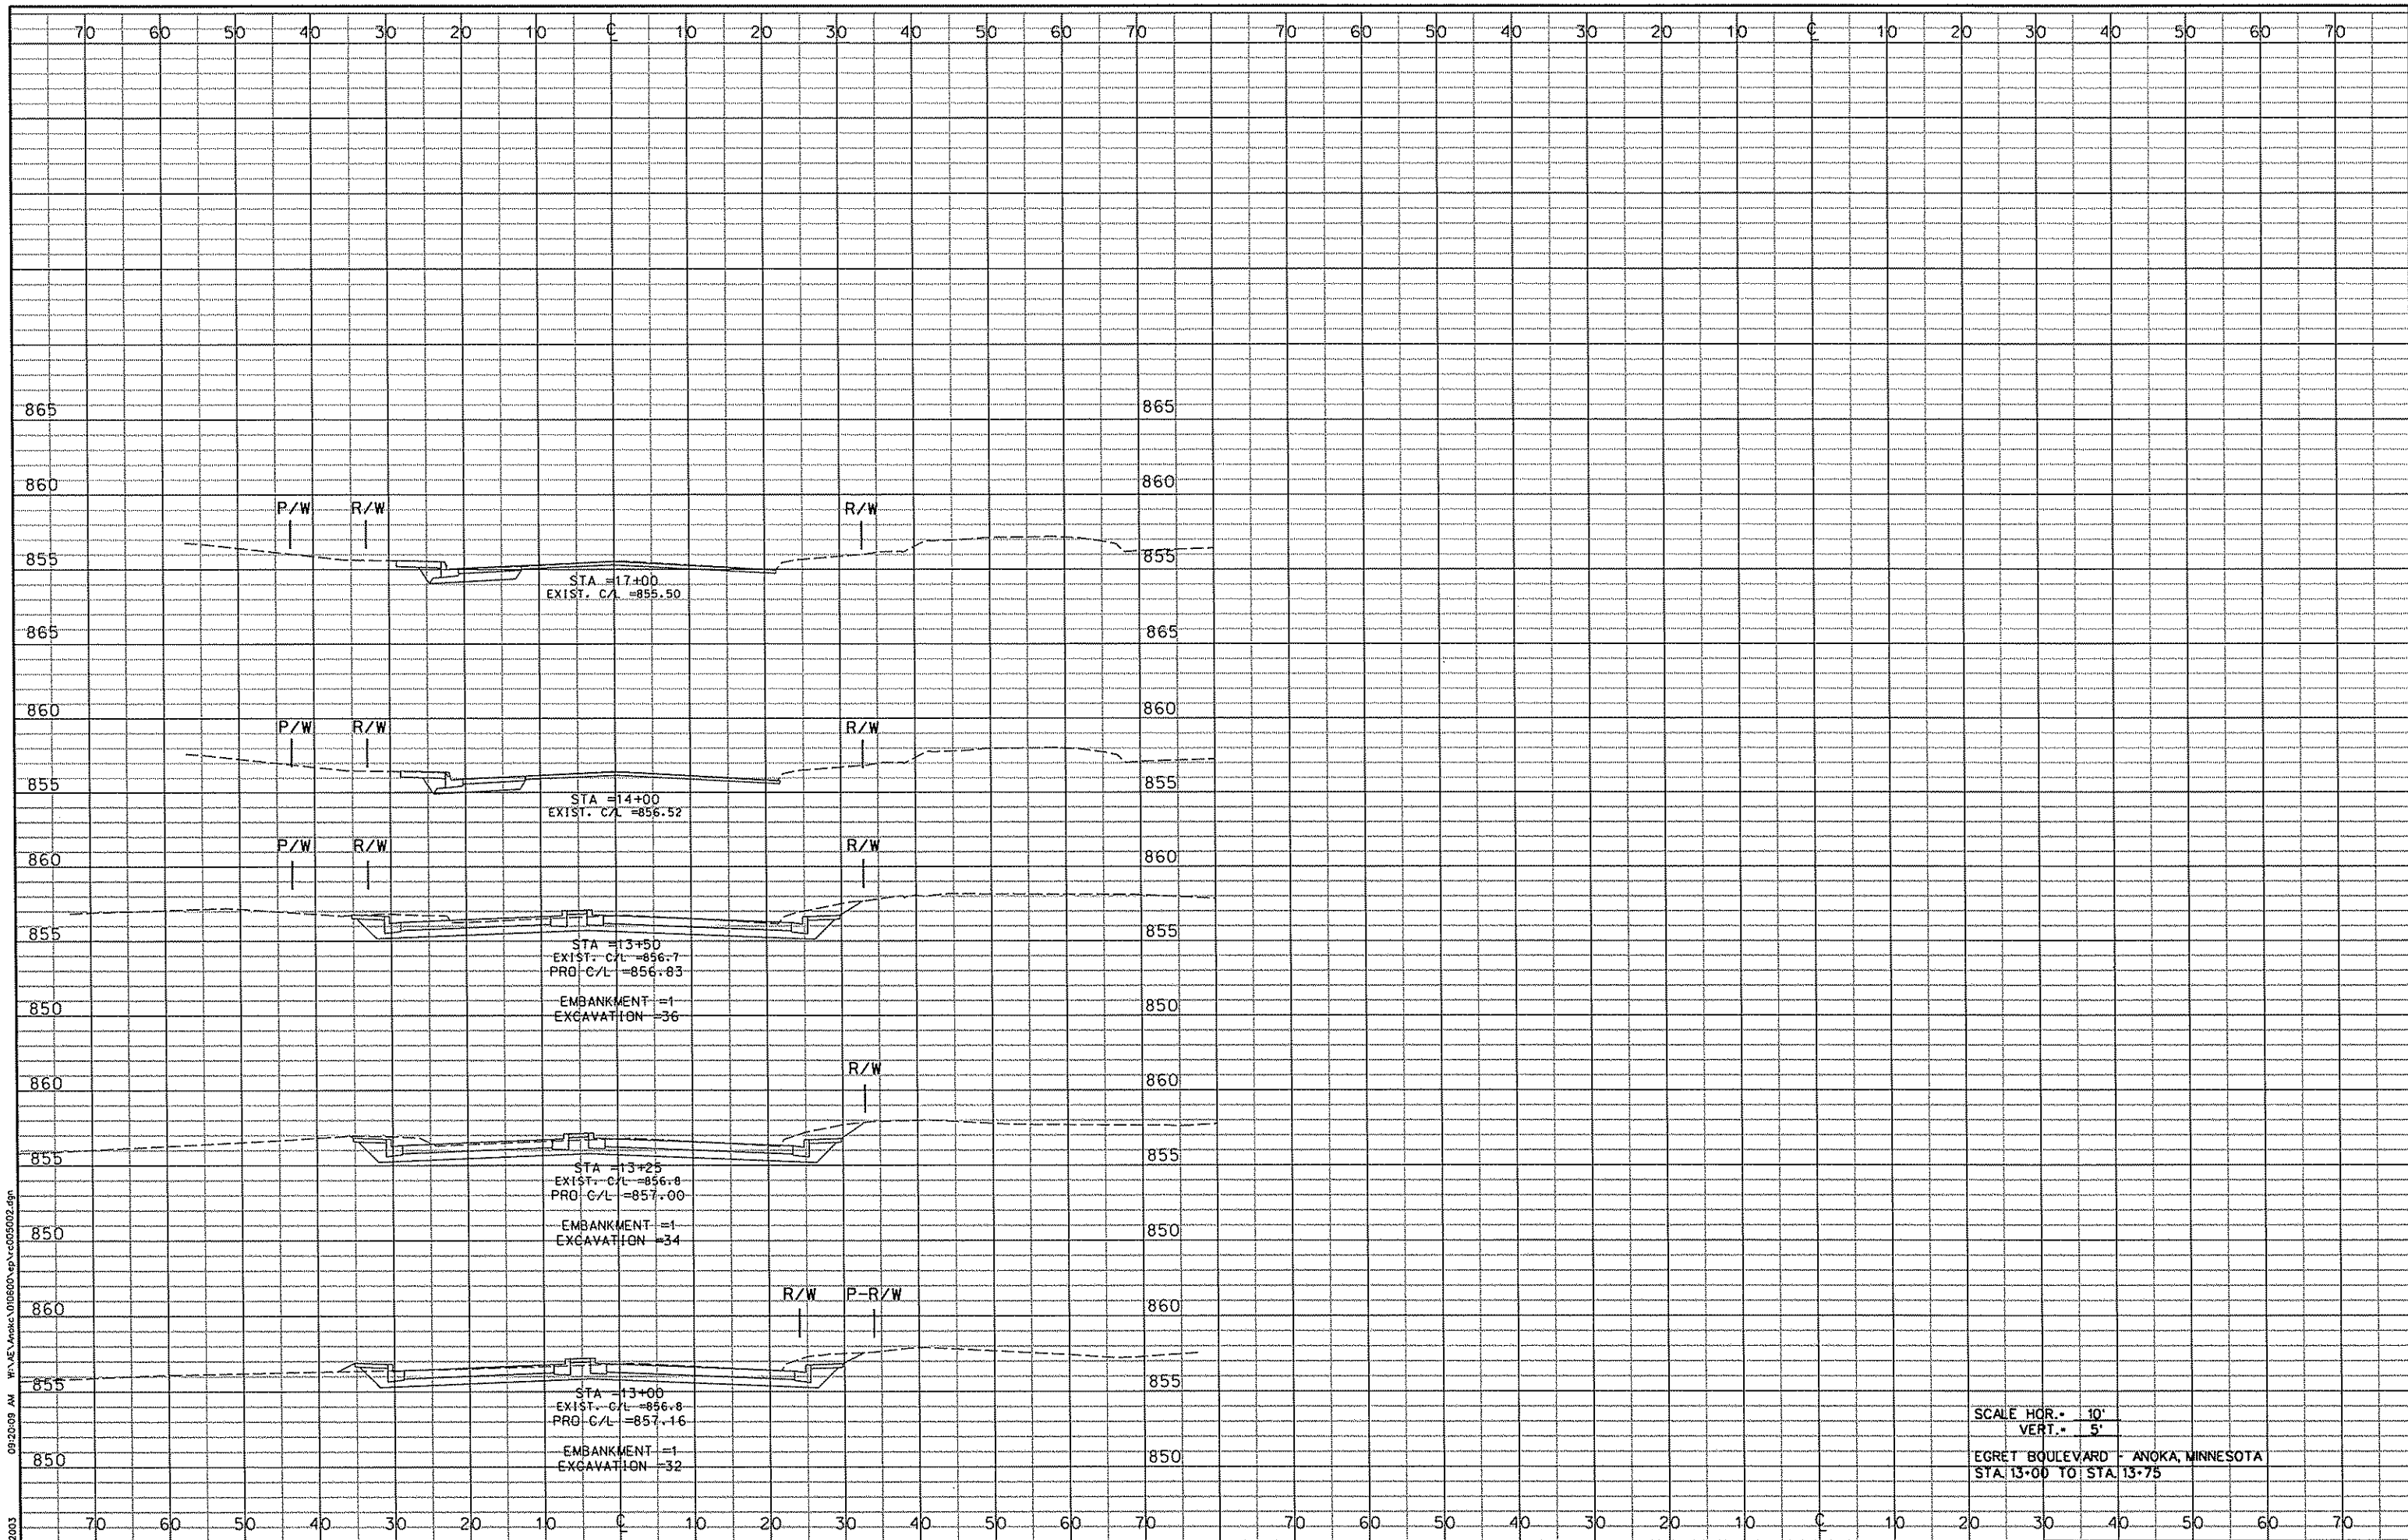 70 60 50 40 30 20 10 C̲L 10 20 30 40 50 60 70 70 60 50 40 30 20 10 C̲L 10 20 30 40 50 60 70
865 865
860 860
P/W R/W R/W
855 855
STA =17+00
EXIST. C/L =855.50
865 865
860 860
P/W R/W R/W
855 855
STA =14+00
EXIST. C/L =856.52
P/W R/W R/W
860 860
855 855
STA =13+50
EXIST. C/L =856.7
PRO C/L =856.83
EMBANKMENT =1
EXCAVATION =36
850 850
R/W
860 860
855 855
STA =13+25
EXIST. C/L =856.8
PRO C/L =857.00
EMBANKMENT =1
EXCAVATION =34
850 850
R/W P-R/W
860 860
855 855
STA =13+00
EXIST. C/L =856.8
PRO C/L =857.16
EMBANKMENT =1
EXCAVATION =32
850 850
SCALE HOR.= 10'
VERT.= 5'
EGRET BOULEVARD - ANOKA, MINNESOTA
STA. 13+00 TO STA. 13+75
70 60 50 40 30 20 10 C̲L 10 20 30 40 50 60 70 70 60 50 40 30 20 10 C̲L 10 20 30 40 50 60 70
2003 09:20:09 AM